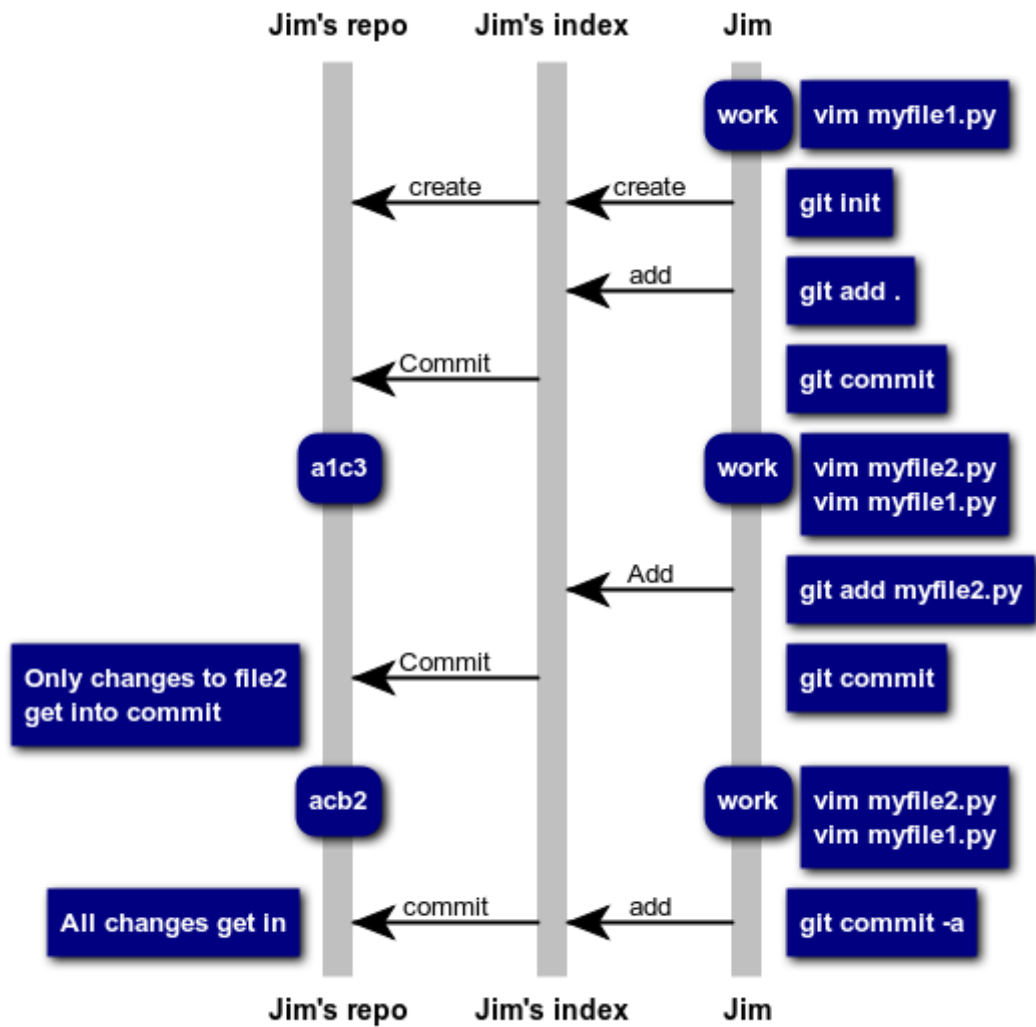 Jim's repo Jim's index Jim
work vim myfile1.py
create create git init
add git add .
Commit git commit
a1c3 work vim myfile2.py
vim myfile1.py
Add git add myfile2.py
Only changes to file2
get into commit
Commit git commit
acb2 work vim myfile2.py
vim myfile1.py
All changes get in commit add git commit -a
Jim's repo Jim's index Jim